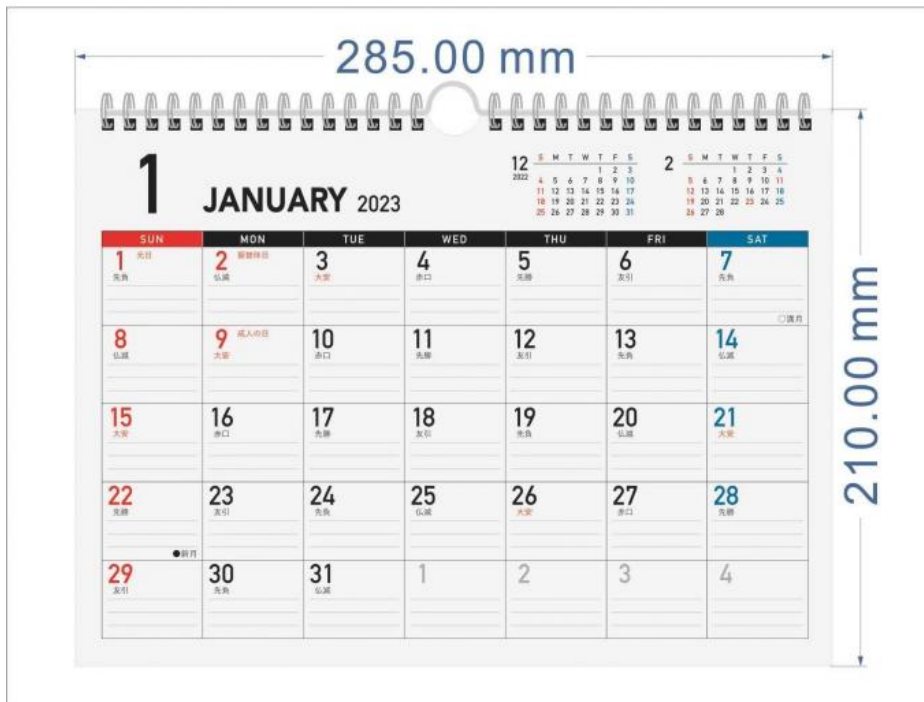 285.00 mm
210.00 mm
1
JANUARY 2023
12
2022
S M T W T F S
1 2 3
4 5 6 7 8 9 10
11 12 13 14 15 16 17
18 19 20 21 22 23 24
25 26 27 28 29 30 31
2
S M T W T F S
1 2 3 4
5 6 7 8 9 10 11
12 13 14 15 16 17 18
19 20 21 22 23 24 25
26 27 28
SUN MON TUE WED THU FRI SAT
1 元日 2 振替休日 3 4 5 6 7
先負 仏滅 大安 赤口 先勝 友引 先負
○満月
8 9 成人の日 10 11 12 13 14
仏滅 大安 赤口 先勝 友引 先負 仏滅
15 16 17 18 19 20 21
大安 赤口 先勝 友引 先負 仏滅 大安
22 23 24 25 26 27 28
先勝 友引 先負 仏滅 大安 赤口 先勝
●新月
29 30 31 1 2 3 4
友引 先負 仏滅